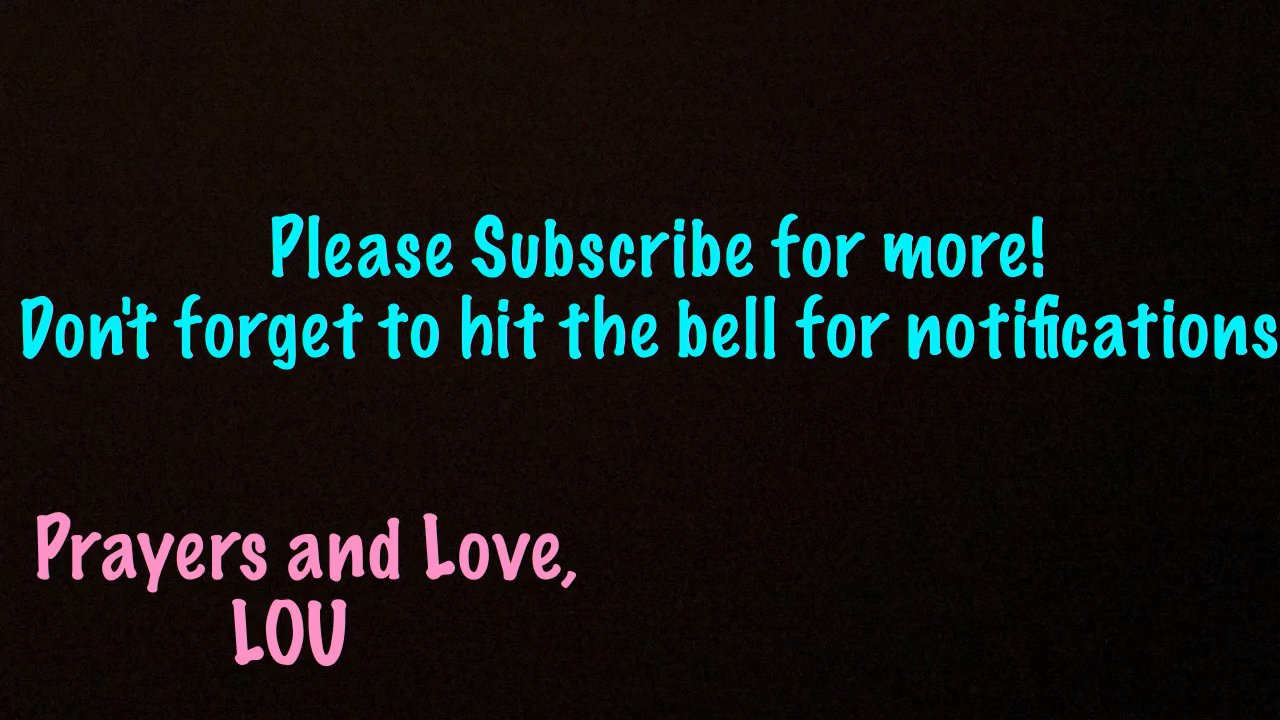 Please Subscribe for more!
Don't forget to hit the bell for notifications
Prayers and Love,
LOU